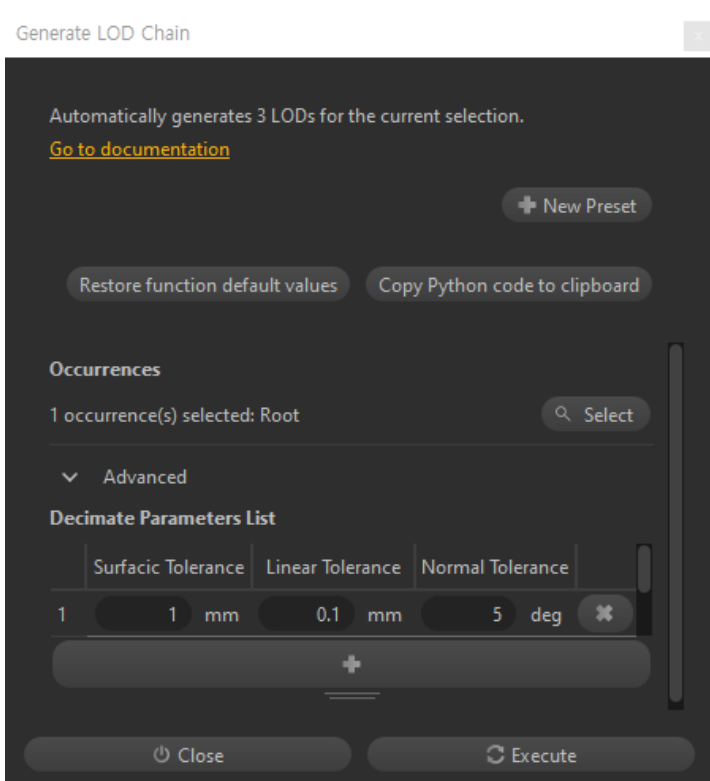 Generate LOD Chain
x
Automatically generates 3 LODs for the current selection.
Go to documentation
New Preset
Restore function default values Copy Python code to clipboard
Occurrences
1 occurrence(s) selected: Root Select
Advanced
Decimate Parameters List
Surfacic Tolerance Linear Tolerance Normal Tolerance
1 1 mm 0.1 mm 5 deg
Close Execute